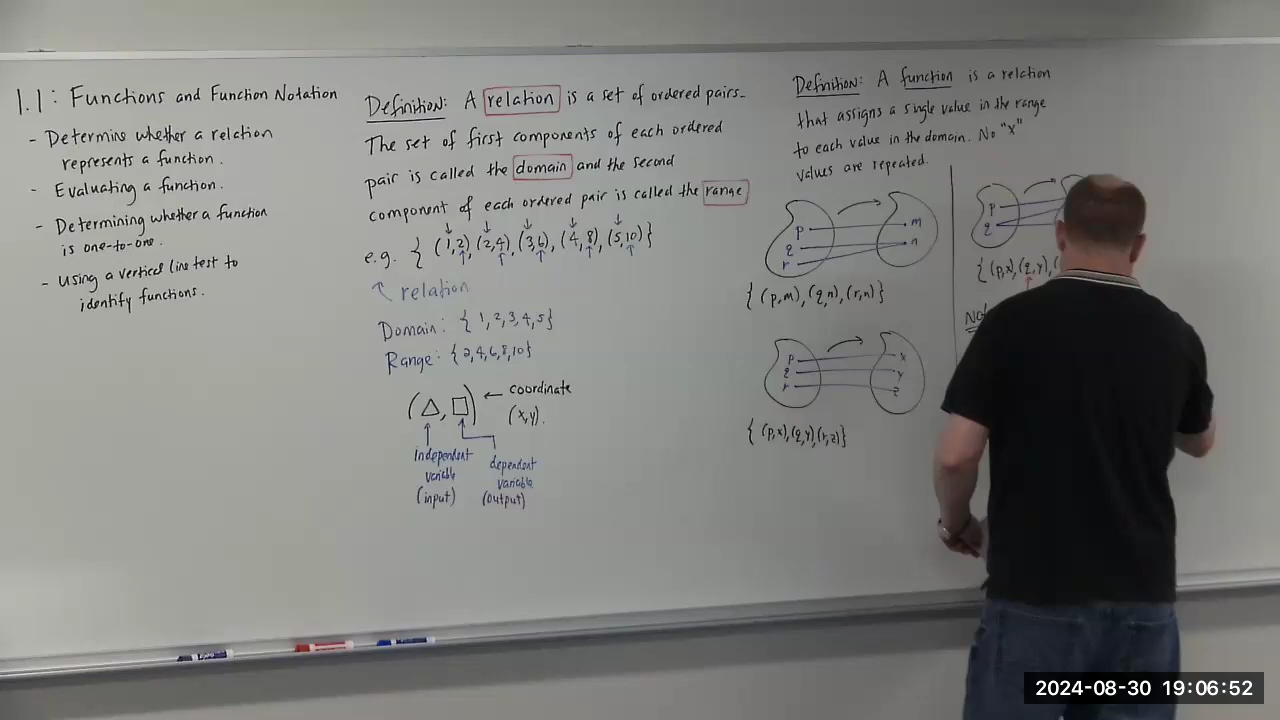 1.1: Functions and Function Notation
- Determine whether a relation
represents a function.
- Evaluating a function.
- Determining whether a function
is one-to-one.
- Using a vertical line test to
identify functions.
Definition: A relation is a set of ordered pairs.
The set of first components of each ordered
pair is called the domain and the second
component of each ordered pair is called the range
e.g. { (1,2), (2,4), (3,6), (4,8), (5,10) }
relation
Domain: { 1,2,3,4,5 }
Range: { 2,4,6,8,10 }
(△, □) ← coordinate
(x,y).
independent
variable
(input)
dependent
variable
(output)
Definition: A function is a relation
that assigns a single value in the range
to each value in the domain. No "x"
values are repeated.
p
q
r
m
n
{ (p,m), (q,n), (r,n) }
p
q
r
x
y
z
{ (p,x), (q,y), (r,z) }
p
q
{ (p,x), (q,y), (
2024-08-30 19:06:52